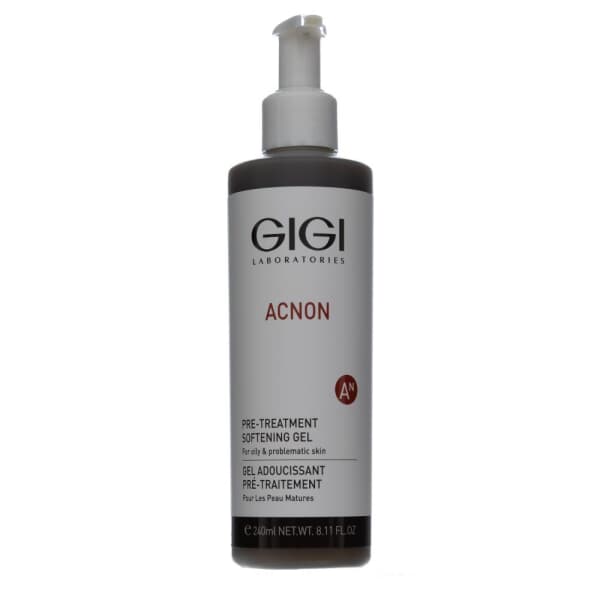 GIGI
LABORATORIES
ACNON
AN
PRE-TREATMENT
SOFTENING GEL
For oily & problematic skin
GEL ADOUCISSANT
PRÉ-TRAITEMENT
Pour Les Peau Matures
e 240ml NET.WT. 8.11 FL.OZ